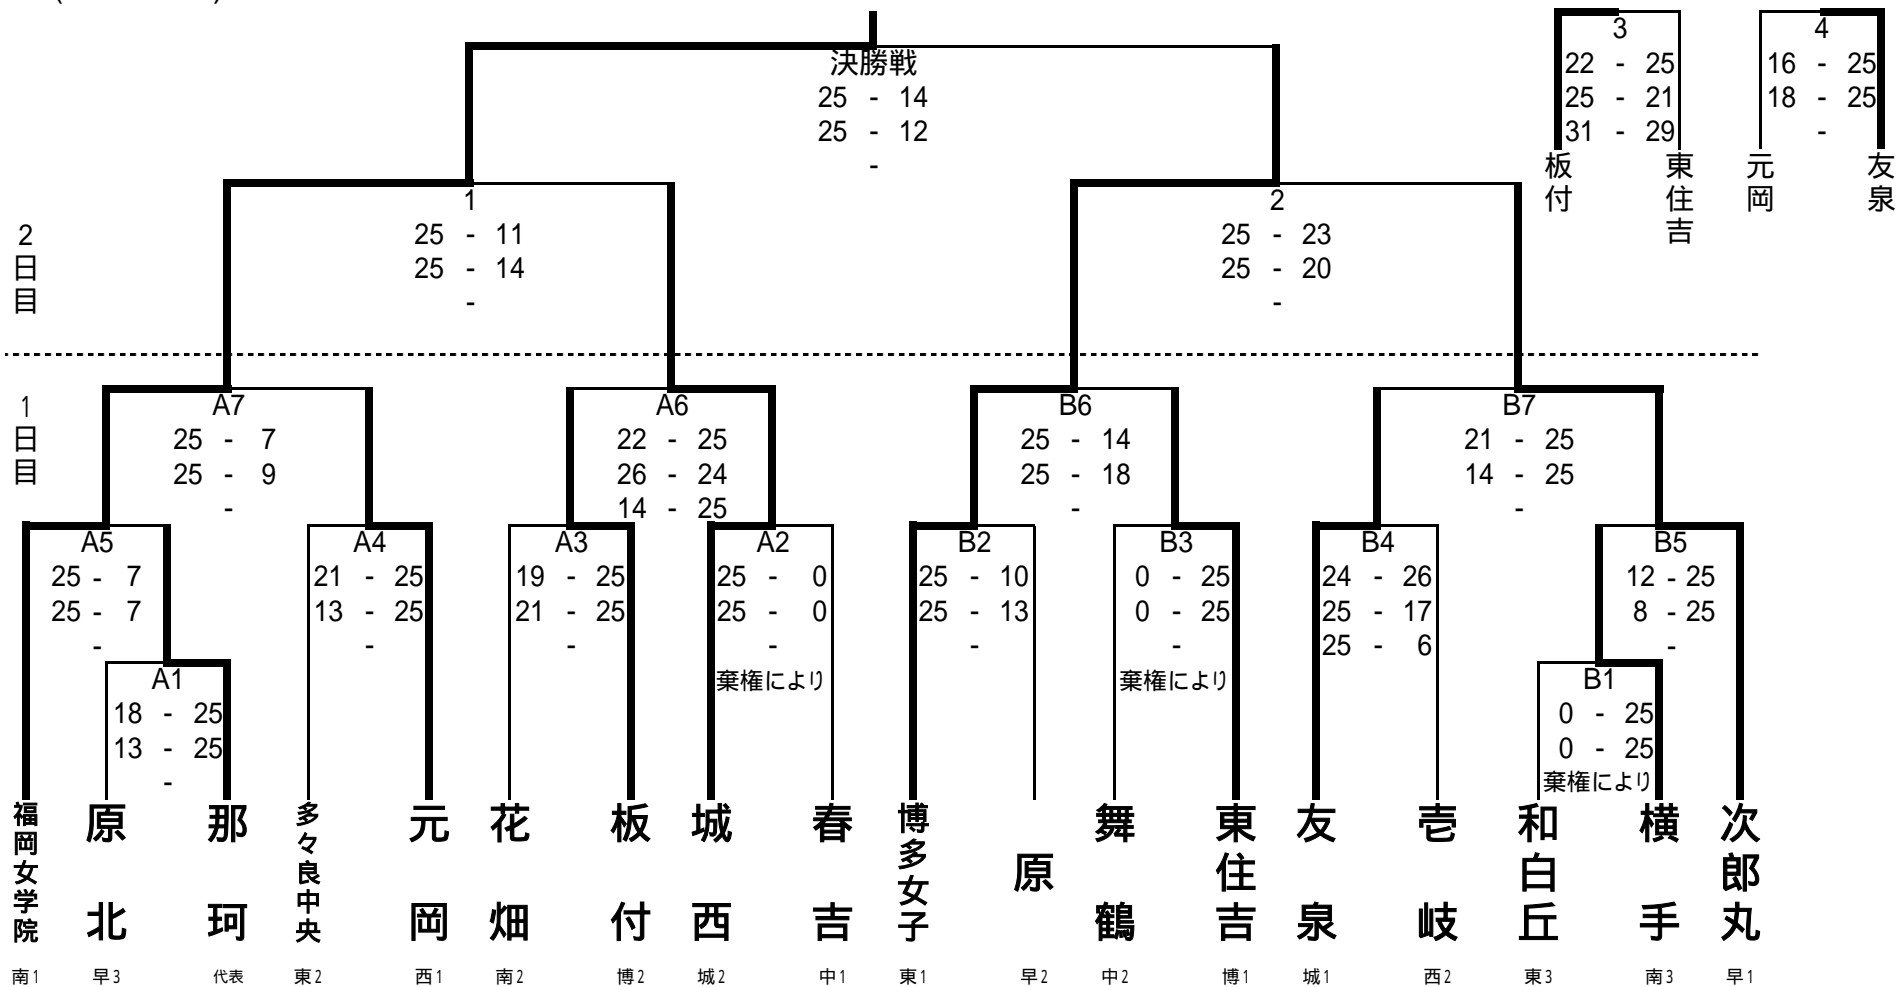 決勝戦
25 - 14
25 - 12
-
3
22 - 25
25 - 21
31 - 29
板付
東住吉
4
16 - 25
18 - 25
-
元岡
友泉
2日目
1
25 - 11
25 - 14
-
2
25 - 23
25 - 20
-
1日目
A7
25 - 7
25 - 9
-
A6
22 - 25
26 - 24
14 - 25
B6
25 - 14
25 - 18
-
B7
21 - 25
14 - 25
-
A5
25 - 7
25 - 7
-
A4
21 - 25
13 - 25
-
A3
19 - 25
21 - 25
-
A2
25 - 0
25 - 0
-
棄権により
B2
25 - 10
25 - 13
-
B3
0 - 25
0 - 25
-
棄権により
B4
24 - 26
25 - 17
25 - 6
B5
12 - 25
8 - 25
-
A1
18 - 25
13 - 25
-
B1
0 - 25
0 - 25
棄権により
福岡女学院
原北
那珂
多々良中央
元岡
花畑
板付
城西
春吉
博多女子
原
舞鶴
東住吉
友泉
壱岐
和白丘
横手
次郎丸
南1 早3 代表 東2 西1 南2 博2 城2 中1 東1 早2 中2 博1 城1 西2 東3 南3 早1